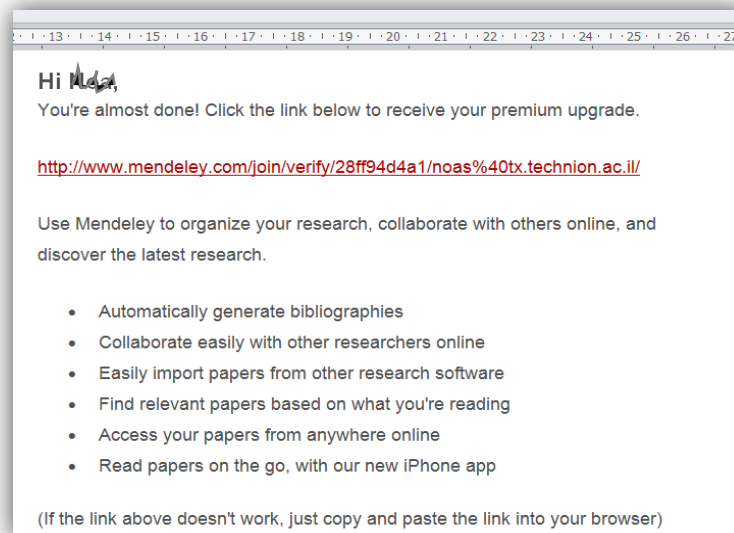 · 13 · 14 · 15 · 16 · 17 · 18 · 19 · 20 · 21 · 22 · 23 · 24 · 25 · 26 · 27
Hi
You're almost done! Click the link below to receive your premium upgrade.
http://www.mendeley.com/join/verify/28ff94d4a1/noas%40tx.technion.ac.il/
Use Mendeley to organize your research, collaborate with others online, and
discover the latest research.
• Automatically generate bibliographies
• Collaborate easily with other researchers online
• Easily import papers from other research software
• Find relevant papers based on what you're reading
• Access your papers from anywhere online
• Read papers on the go, with our new iPhone app
(If the link above doesn't work, just copy and paste the link into your browser)